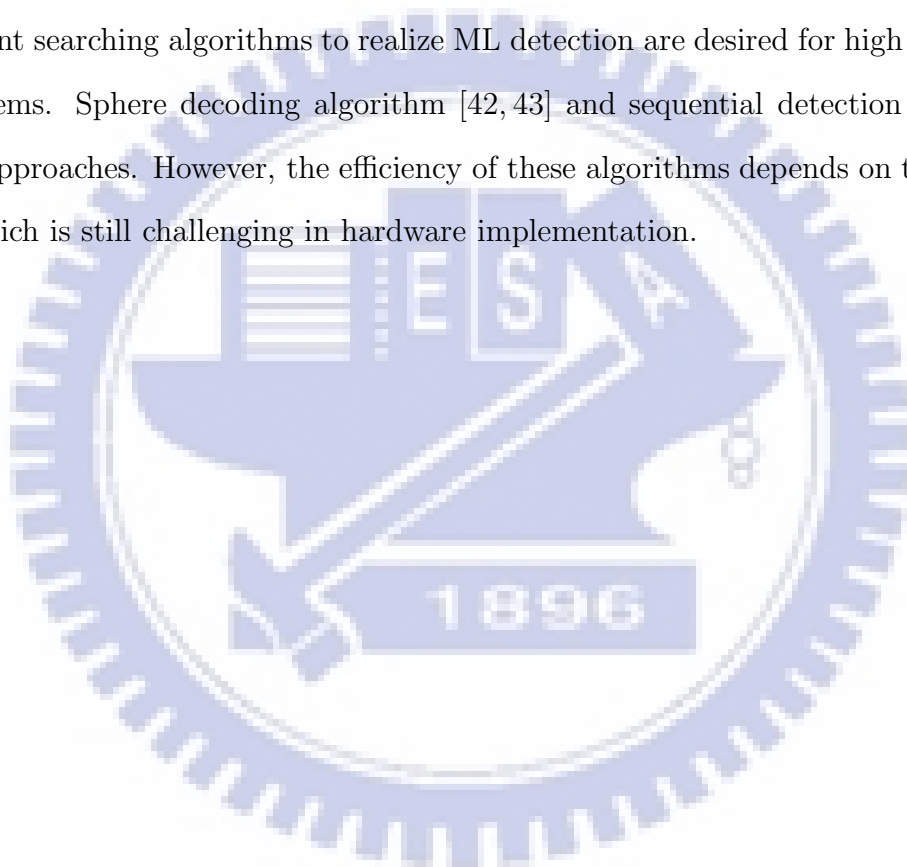 nt searching algorithms to realize ML detection are desired for high
ems. Sphere decoding algorithm [42, 43] and sequential detection
pproaches. However, the efficiency of these algorithms depends on t
ich is still challenging in hardware implementation.
E S A
1896